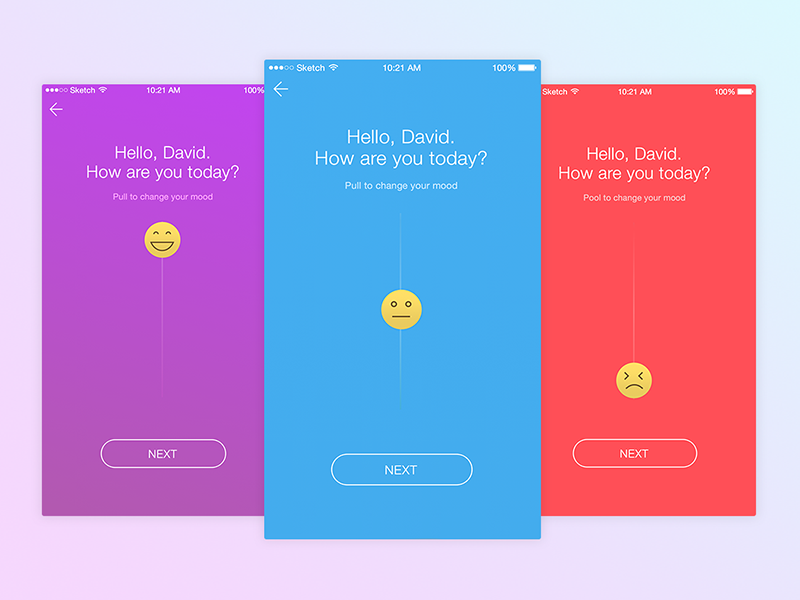 Sketch 10:21 AM 100%
Hello, David.
How are you today?
Pull to change your mood
NEXT
Sketch 10:21 AM 100%
Hello, David.
How are you today?
Pull to change your mood
NEXT
Sketch 10:21 AM 100%
Hello, David.
How are you today?
Pool to change your mood
NEXT